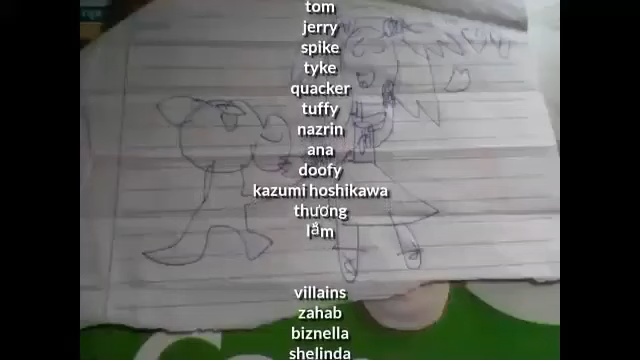 tom
jerry
spike
tyke
quacker
tuffy
nazrin
ana
doofy
kazumi hoshikawa
thương
lắm
villains
zahab
biznella
shelinda